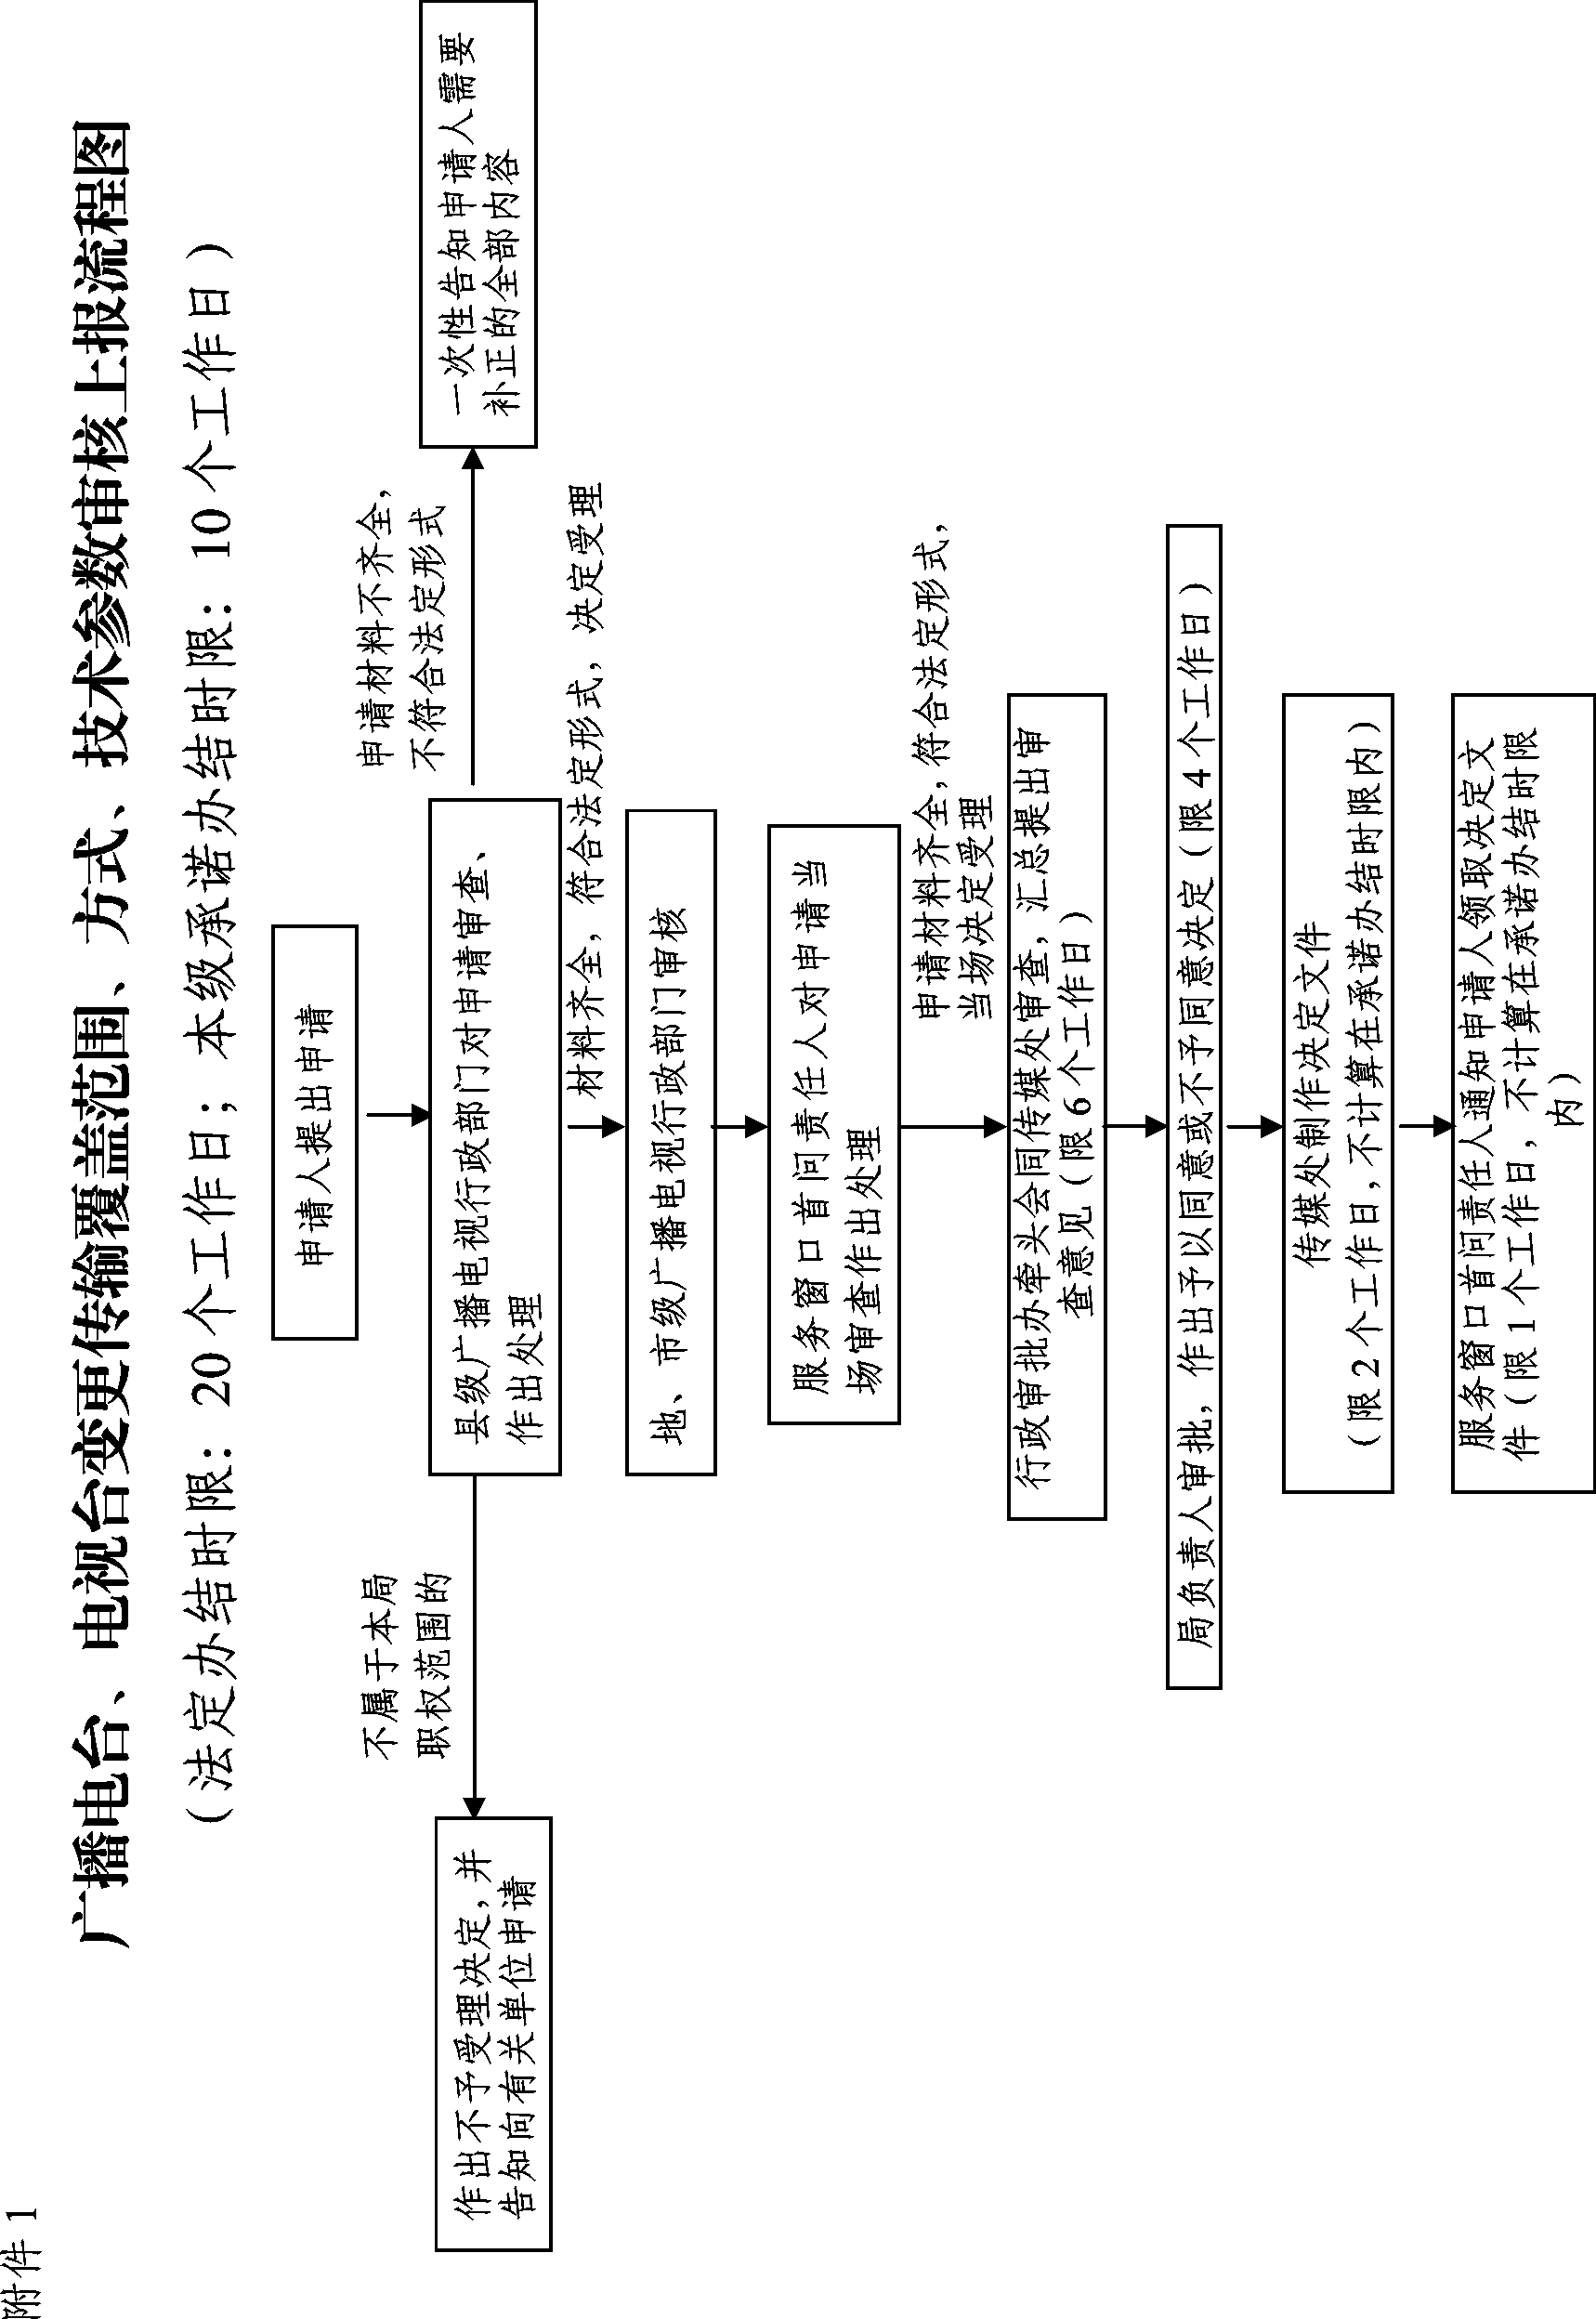 附件 1
广播电台、电视台变更传输覆盖范围、方式、技术参数审核上报流程图
（法定办结时限：20 个工作日；本级承诺办结时限：10 个工作日）
申请人提出申请
不属于本局
职权范围的
申请材料不齐全，
不符合法定形式
作出不予受理决定，并
告知向有关单位申请
县级广播电视行政部门对申请审查、
作出处理
一次性告知申请人需要
补正的全部内容
材料齐全，符合法定形式，决定受理
地、市级广播电视行政部门审核
服务窗口首问责任人对申请当
场审查作出处理
申请材料齐全，符合法定形式，
当场决定受理
行政审批办牵头会同传媒处审查，汇总提出审
查意见（限 6 个工作日）
局负责人审批，作出予以同意或不予同意决定（限 4 个工作日）
传媒处制作决定文件
（限 2 个工作日，不计算在承诺办结时限内）
服务窗口首问责任人通知申请人领取决定文
件（限 1 个工作日，不计算在承诺办结时限
内）